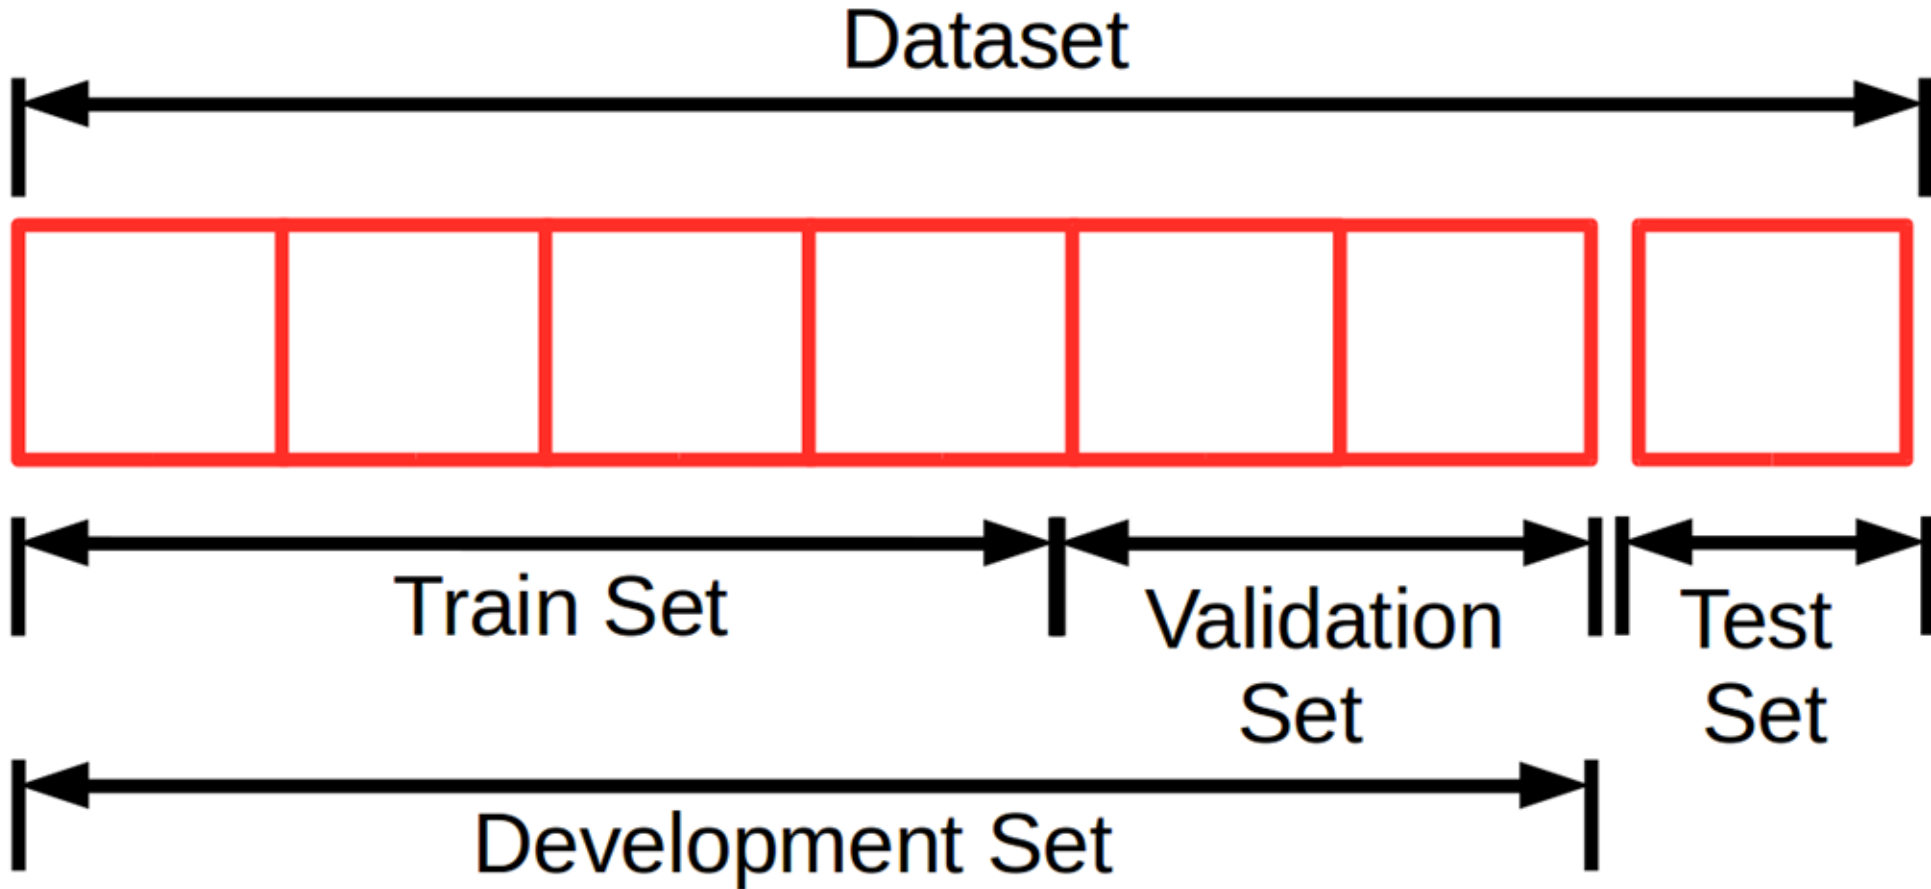 Dataset
Train Set
Validation
Set
Test
Set
Development Set